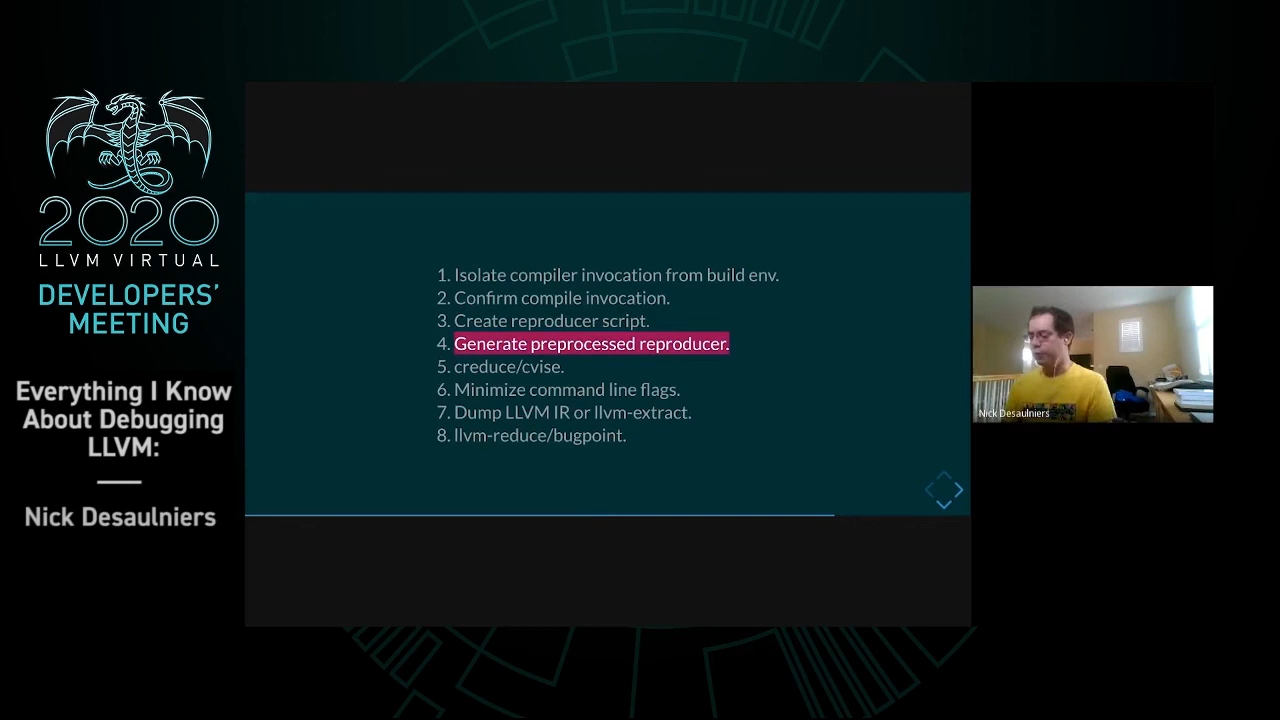 2020
LLVM VIRTUAL
DEVELOPERS'
MEETING
Everything I Know
About Debugging
LLVM:
Nick Desaulniers
1. Isolate compiler invocation from build env.
2. Confirm compile invocation.
3. Create reproducer script.
4. Generate preprocessed reproducer.
5. creduce/cvise.
6. Minimize command line flags.
7. Dump LLVM IR or llvm-extract.
8. llvm-reduce/bugpoint.
Nick Desaulniers